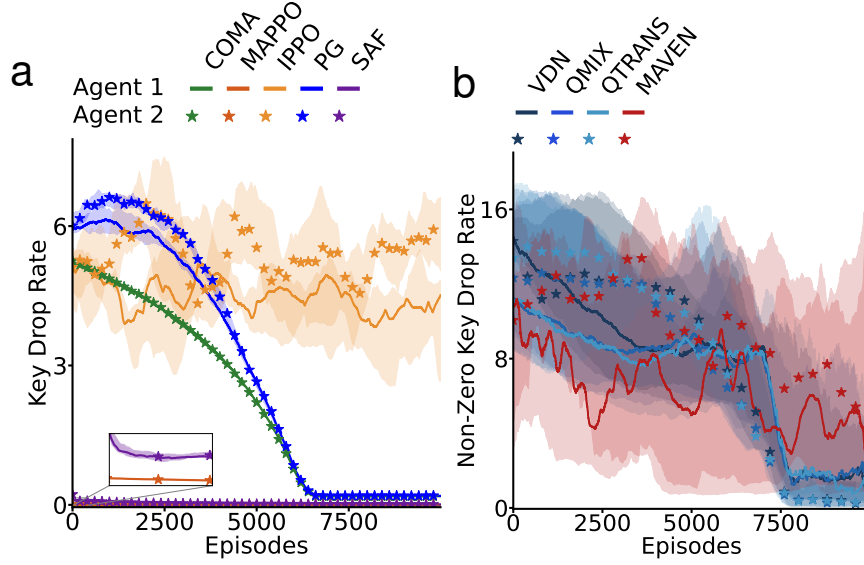 a
COMA MAPPO IPPO PG SAF
Agent 1
Agent 2
Key Drop Rate
6
3
0
0 2500 5000 7500
Episodes
b
VDN QMIX QTRANS MAVEN
Non-Zero Key Drop Rate
16
8
0
0 2500 5000 7500
Episodes